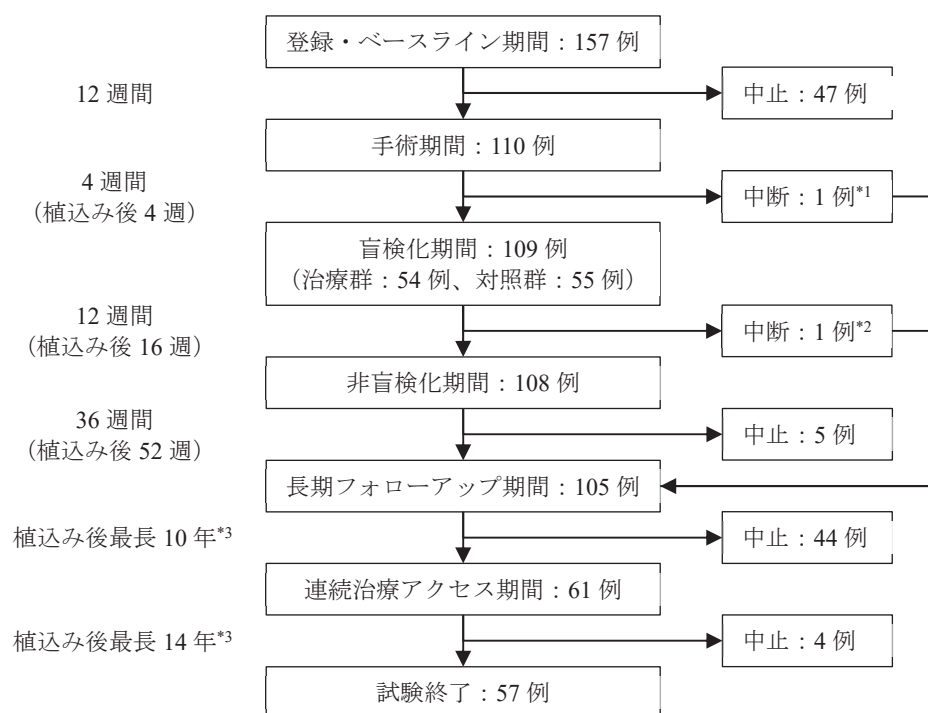 登録・ベースライン期間：157 例
12 週間
中止：47 例
手術期間：110 例
4 週間
（植込み後 4 週）
中断：1 例*1
盲検化期間：109 例
（治療群：54 例、対照群：55 例）
12 週間
（植込み後 16 週）
中断：1 例*2
非盲検化期間：108 例
36 週間
（植込み後 52 週）
中止：5 例
長期フォローアップ期間：105 例
植込み後最長 10 年*3
中止：44 例
連続治療アクセス期間：61 例
植込み後最長 14 年*3
中止：4 例
試験終了：57 例